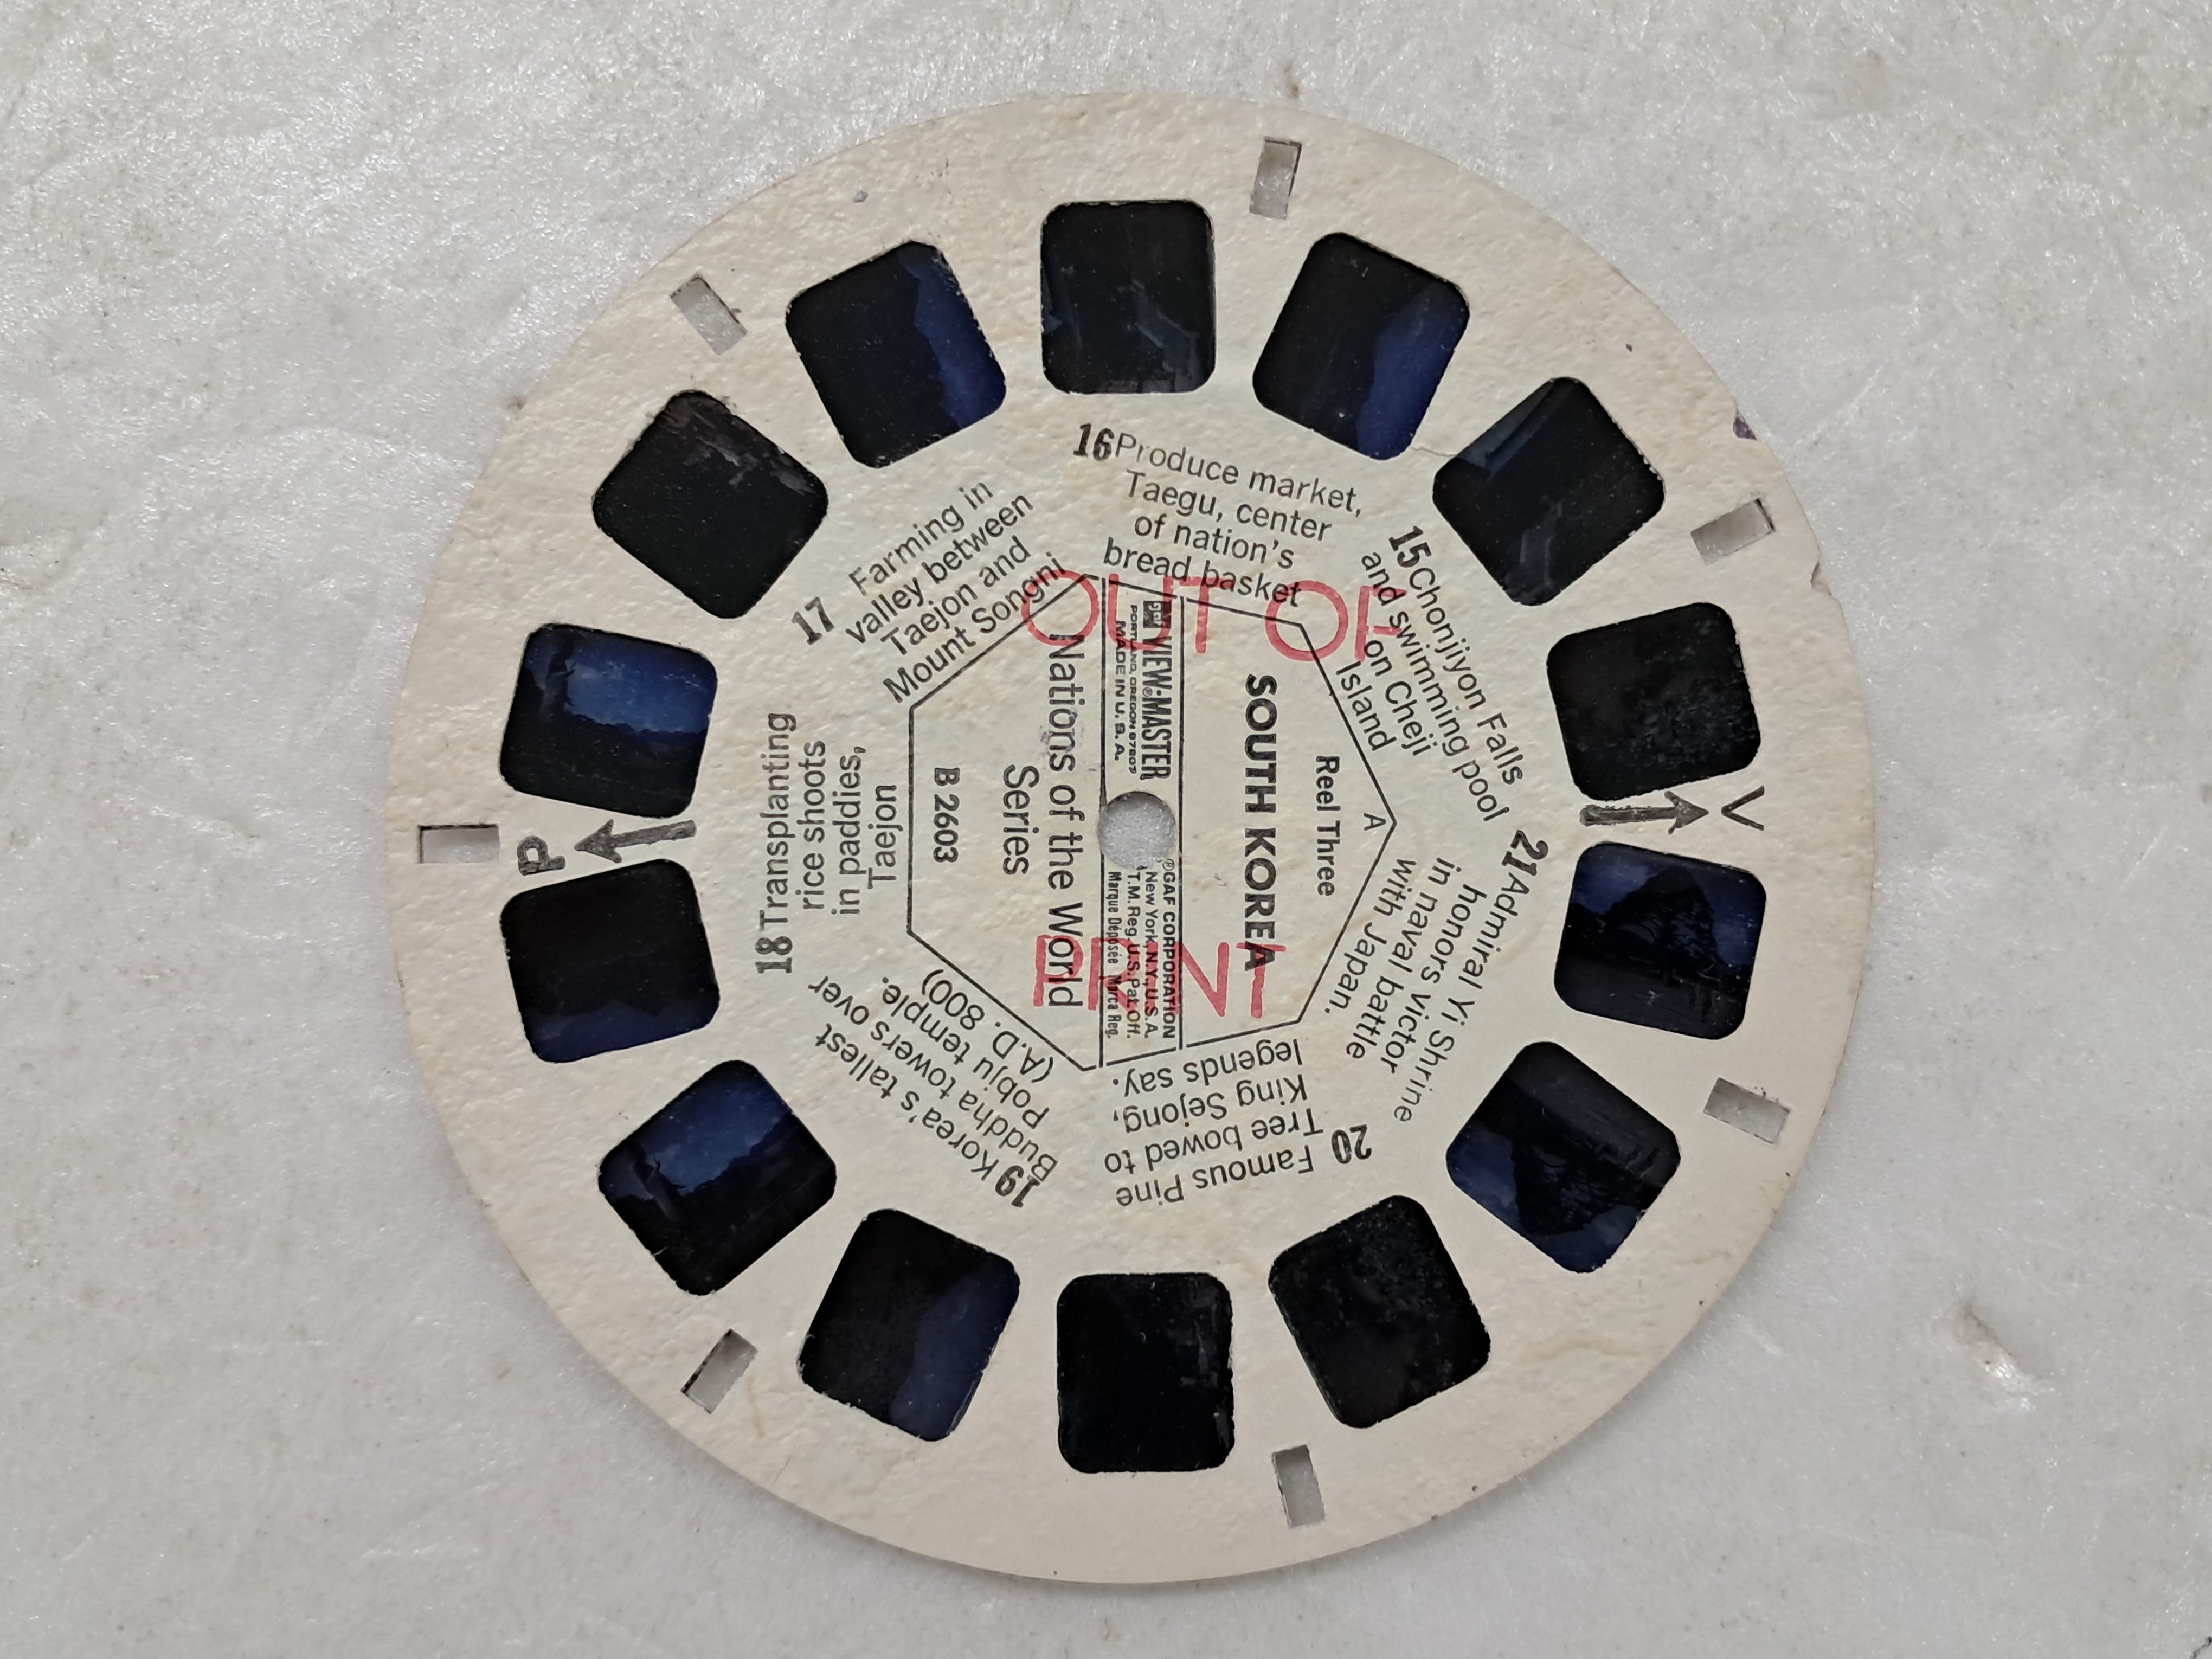 Reel Three
A
SOUTH KOREA
gaf VIEW-MASTER®
PORTLAND, OREGON 97207
MADE IN U.S.A.
®GAF CORPORATION
New York, N.Y., U.S.A.
T.M. Reg. U.S. Pat. Off.
Marque Déposée Marca Reg.
Nations of the World
Series
B 2603
15 Chonjiyon Falls
and swimming pool
on Cheji
Island
16 Produce market,
Taegu, center
of nation's
bread basket
17 Farming in
valley between
Taejon and
Mount Songni
18 Transplanting
rice shoots
in paddies,
Taejon
19 Korea's tallest
Buddha towers over
Pobju temple.
(A.D. 800)
20 Famous Pine
Tree bowed to
King Sejong,
legends say.
21 Admiral Yi Shrine
honors victor
in naval battle
with Japan.
V
P
OUT OF
PRINT